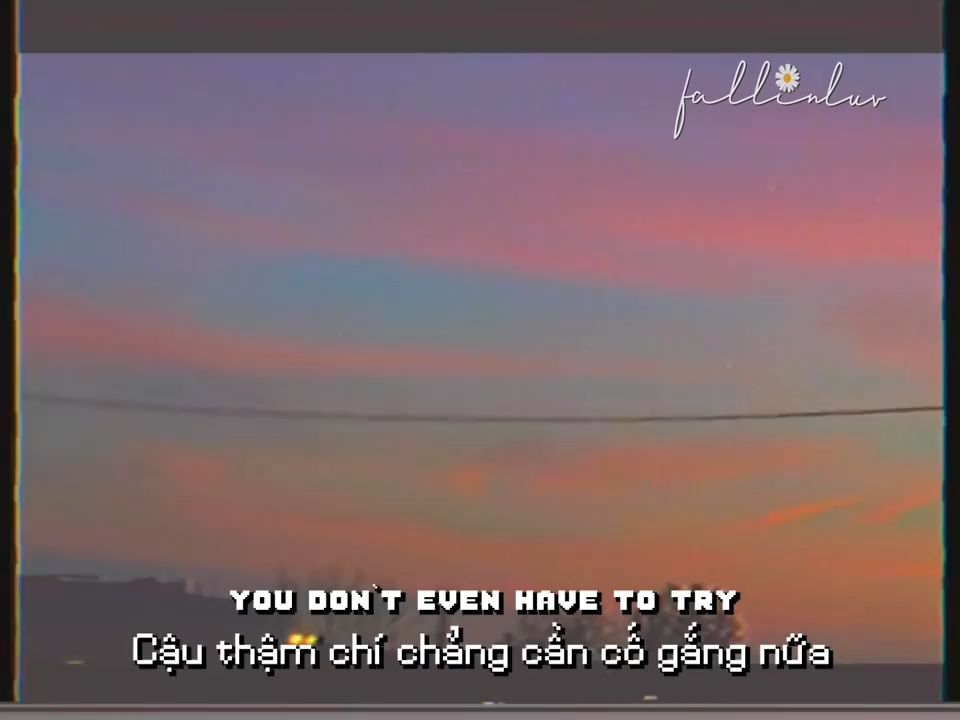 fallinluv
YOU DON'T EVEN HAVE TO TRY
Cậu thậm chí chẳng cần cố gắng nữa